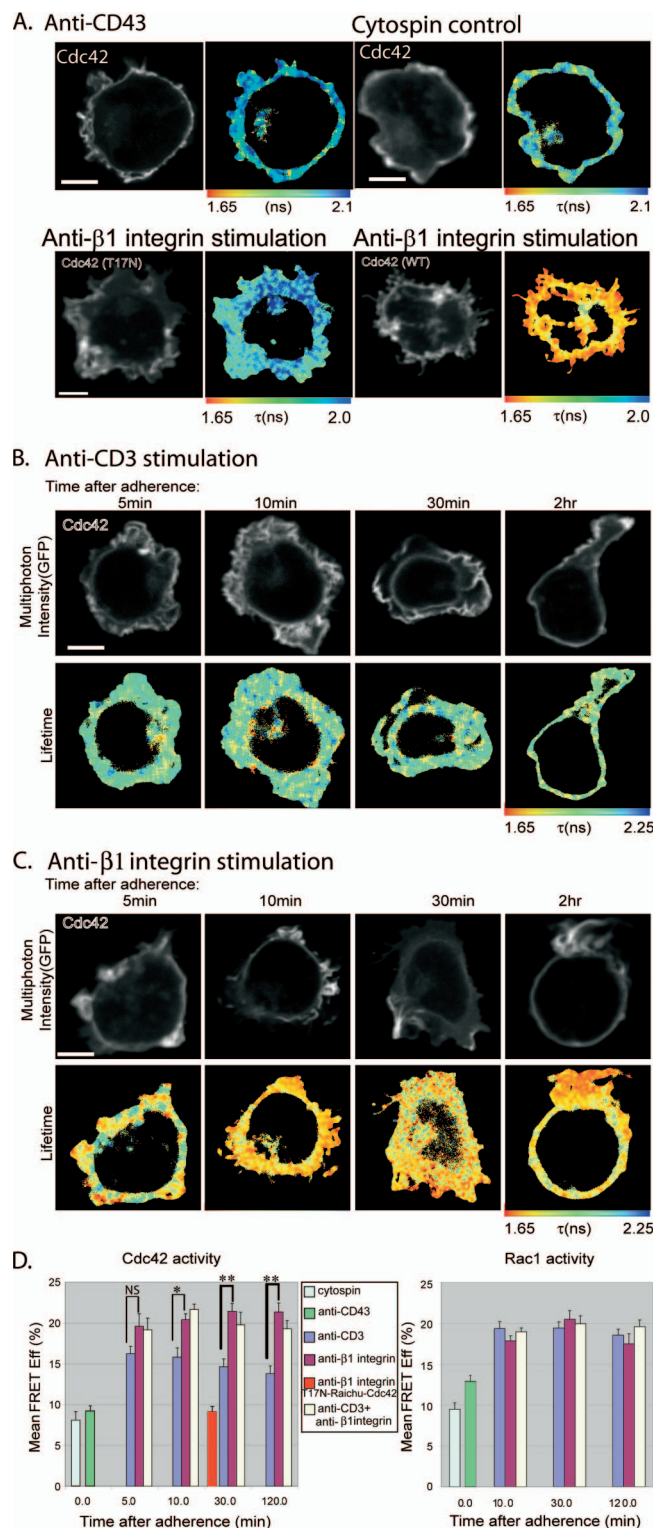 A. Anti-CD43 Cytospin control
Cdc42 Cdc42
1.65 (ns) 2.1 1.65 τ(ns) 2.1
Anti-β1 integrin stimulation Anti-β1 integrin stimulation
Cdc42 (T17N) Cdc42 (WT)
1.65 τ(ns) 2.0 1.65 τ(ns) 2.0
B. Anti-CD3 stimulation
Time after adherence:
5min 10min 30min 2hr
Cdc42
Multiphoton
Intensity(GFP)
Lifetime
1.65 τ(ns) 2.25
C. Anti-β1 integrin stimulation
Time after adherence:
5min 10min 30min 2hr
Cdc42
Multiphoton
Intensity(GFP)
Lifetime
1.65 τ(ns) 2.25
D. Cdc42 activity
Mean FRET Eff (%)
25
20
15
10
5
0
NS * ** **
0.0 5.0 10.0 30.0 120.0
Time after adherence (min)
cytospin
anti-CD43
anti-CD3
anti-β1 integrin
anti-β1 integrin
T17N-Raichu-Cdc42
anti-CD3+
anti-β1integrin
Rac1 activity
Mean FRET Eff (%)
25
20
15
10
5
0
0.0 10.0 30.0 120.0
Time after adherence (min)